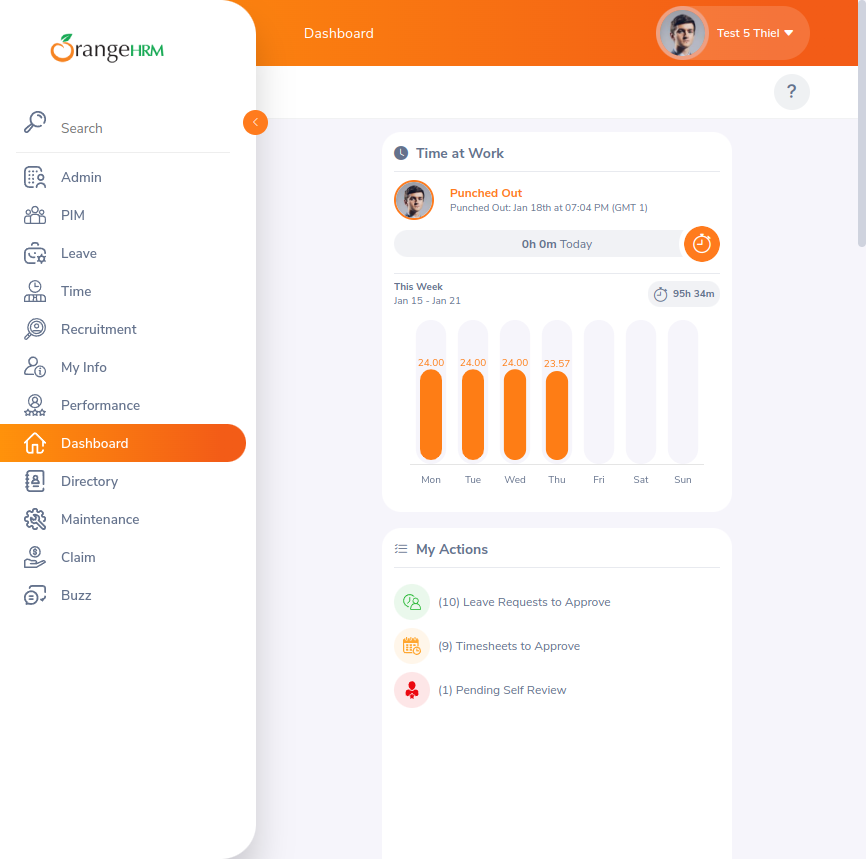 OrangeHRM
Dashboard
Test 5 Thiel
?
Search
Admin
PIM
Leave
Time
Recruitment
My Info
Performance
Dashboard
Directory
Maintenance
Claim
Buzz
Time at Work
Punched Out
Punched Out: Jan 18th at 07:04 PM (GMT 1)
0h 0m Today
This Week
Jan 15 - Jan 21
95h 34m
24.00 24.00 24.00 23.57
Mon Tue Wed Thu Fri Sat Sun
My Actions
(10) Leave Requests to Approve
(9) Timesheets to Approve
(1) Pending Self Review